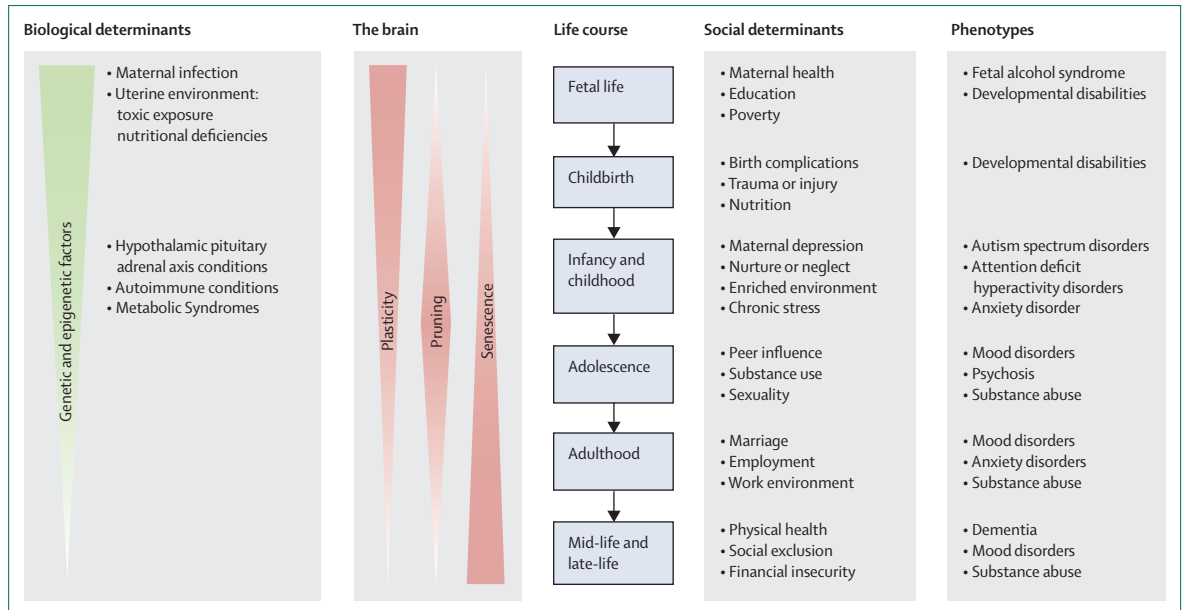 Biological determinants
The brain
Life course
Social determinants
Phenotypes
Genetic and epigenetic factors
• Maternal infection
• Uterine environment:
toxic exposure
nutritional deficiencies
• Hypothalamic pituitary
adrenal axis conditions
• Autoimmune conditions
• Metabolic Syndromes
Plasticity
Pruning
Senescence
Fetal life
• Maternal health
• Education
• Poverty
• Fetal alcohol syndrome
• Developmental disabilities
Childbirth
• Birth complications
• Trauma or injury
• Nutrition
• Developmental disabilities
Infancy and
childhood
• Maternal depression
• Nurture or neglect
• Enriched environment
• Chronic stress
• Autism spectrum disorders
• Attention deficit
hyperactivity disorders
• Anxiety disorder
Adolescence
• Peer influence
• Substance use
• Sexuality
• Mood disorders
• Psychosis
• Substance abuse
Adulthood
• Marriage
• Employment
• Work environment
• Mood disorders
• Anxiety disorders
• Substance abuse
Mid-life and
late-life
• Physical health
• Social exclusion
• Financial insecurity
• Dementia
• Mood disorders
• Substance abuse